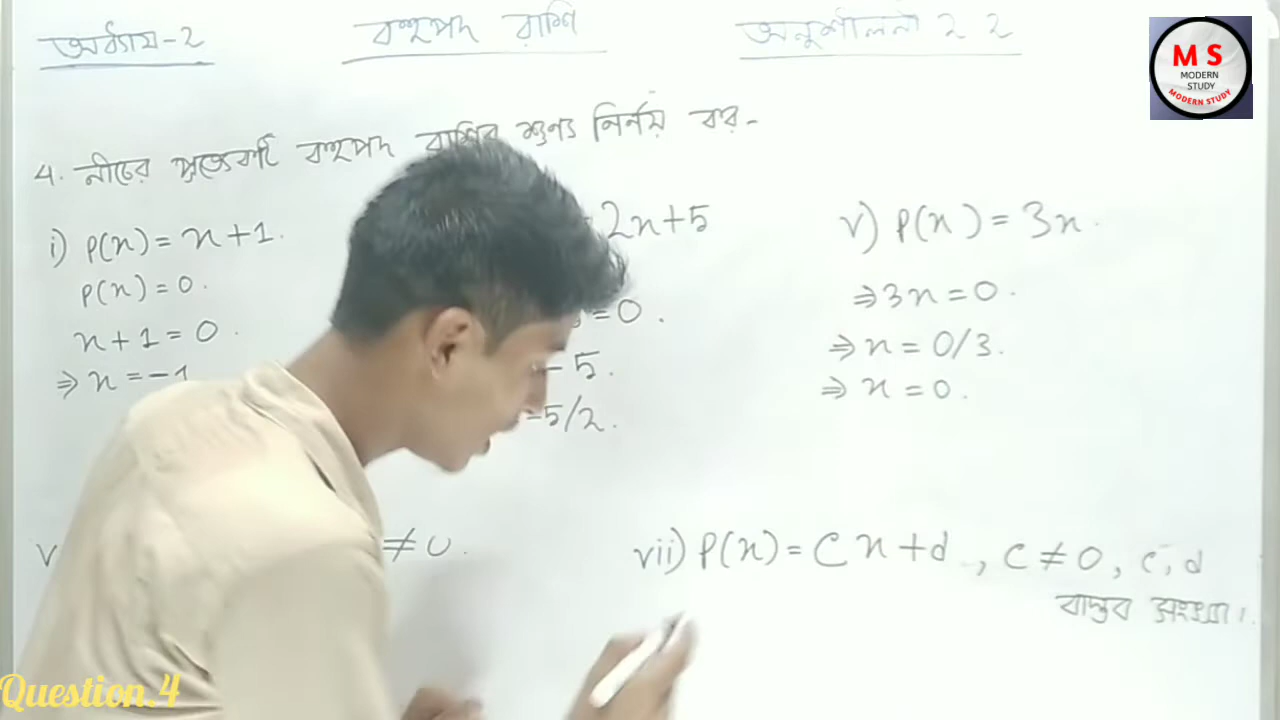 অধ্যায়-2
বহুপদ রাশি
অনুশীলনী 2 2
M S
MODERN
STUDY
MODERN STUDY
4. নীচের প্রত্যেকটি বহুপদ রাশির শূণ্য নির্নয় কর-
i) P(x) = x+1.
P(x) = 0.
x+1 = 0.
⇒ x = -1
= 2x+5
=0.
-5.
-5/2.
v) P(x) = 3x.
⇒ 3x = 0.
⇒ x = 0/3.
⇒ x = 0.
v
≠ 0.
vii) P(x) = cx+d, c ≠ 0, c, d
বাস্তব সংখ্যা।
Question.4